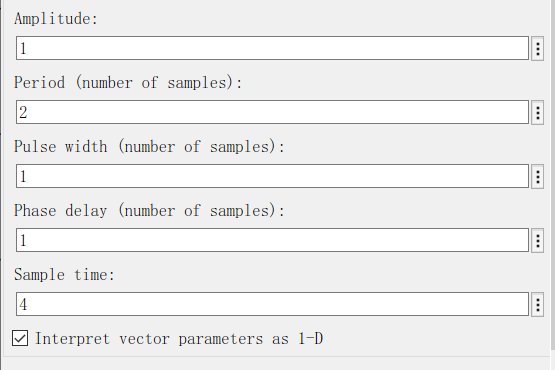 Amplitude:
1
Period (number of samples):
2
Pulse width (number of samples):
1
Phase delay (number of samples):
1
Sample time:
4
Interpret vector parameters as 1-D